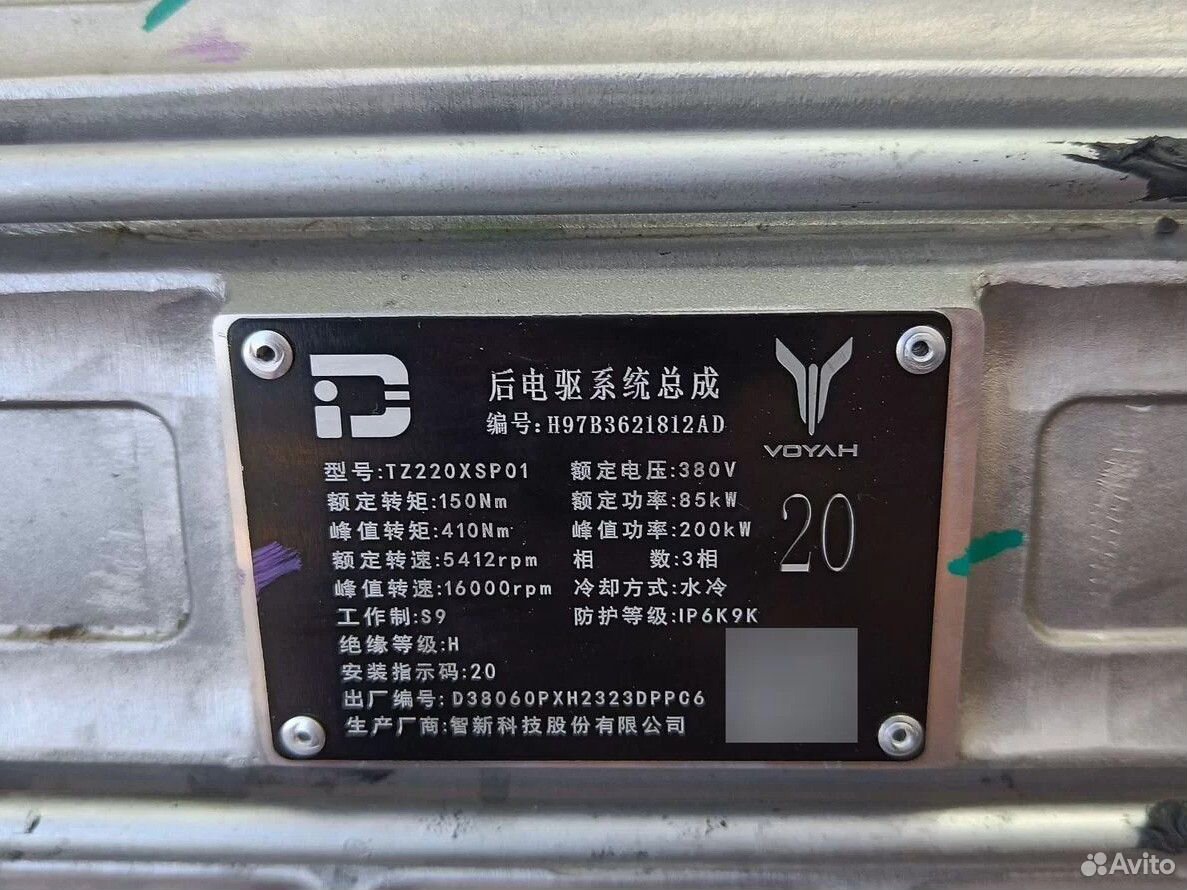 后电驱系统总成
编号:H97B3621812AD
VOYAH
型号:TZ220XSP01 额定电压:380V
额定转矩:150Nm 额定功率:85kW
峰值转矩:410Nm 峰值功率:200kW
20
额定转速:5412rpm 相 数:3相
峰值转速:16000rpm 冷却方式:水冷
工作制:S9 防护等级:IP6K9K
绝缘等级:H
安装指示码:20
出厂编号:D38060PXH2323DPPC6
生产厂商:智新科技股份有限公司
Avito